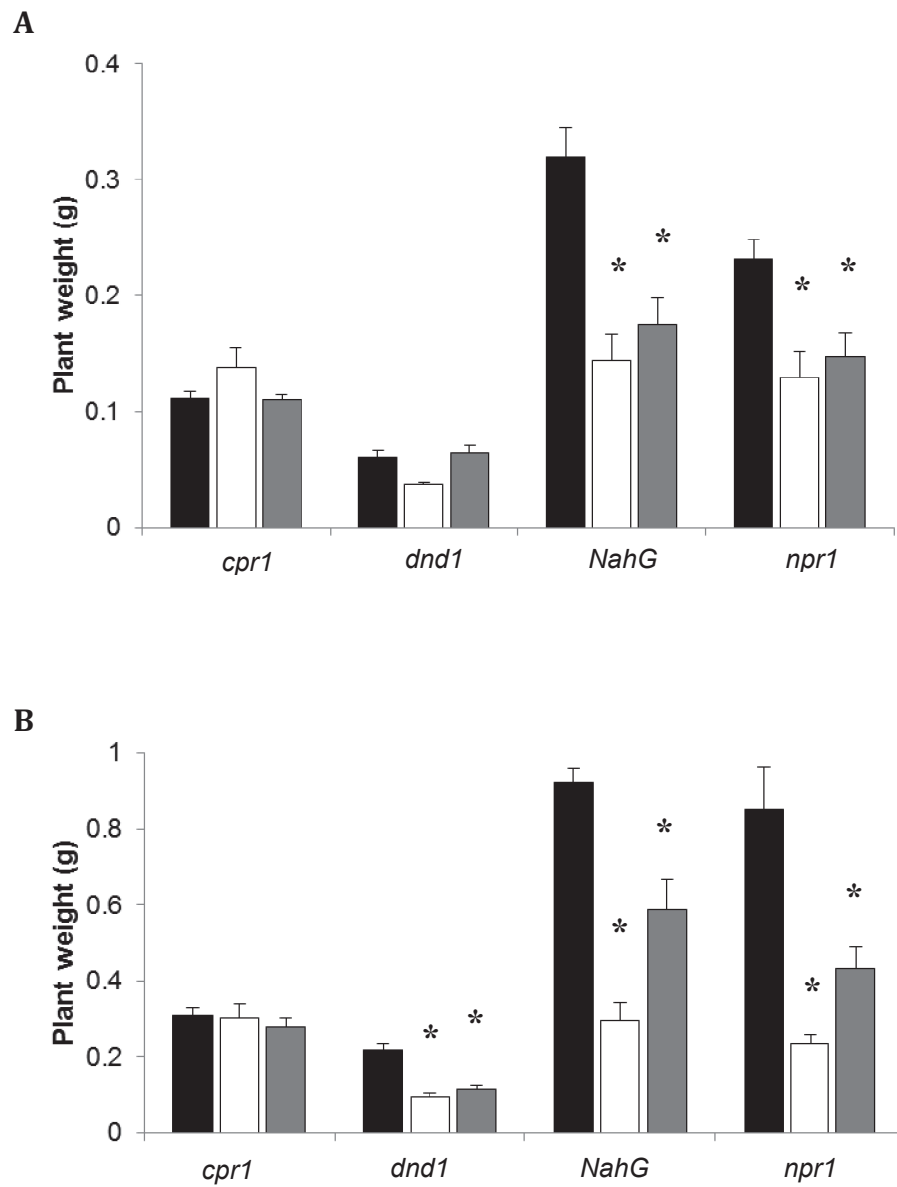 A
0.4
0.3
0.2
0.1
0
Plant weight (g)
* * * *
cpr1 dnd1 NahG npr1
B
1
0.8
0.6
0.4
0.2
0
Plant weight (g)
* * * * * *
cpr1 dnd1 NahG npr1